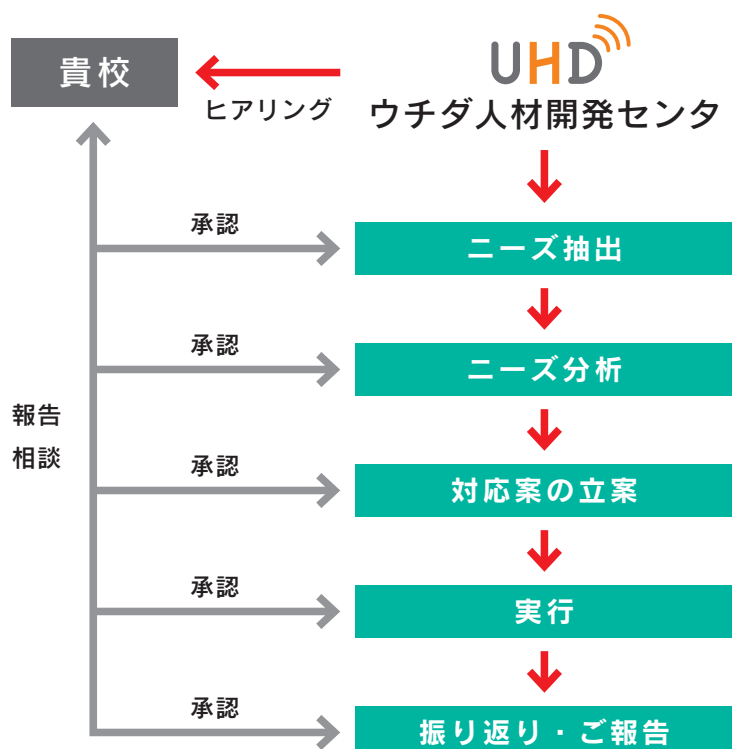 貴校
UHD
ヒアリング
ウチダ人材開発センタ
承認
ニーズ抽出
承認
ニーズ分析
報告
相談
承認
対応案の立案
承認
実行
承認
振り返り・ご報告